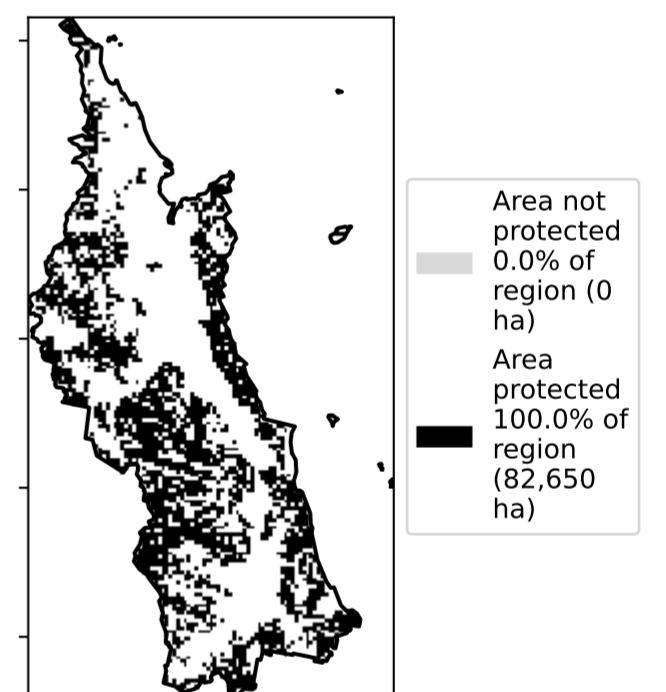 Area not
protected
0.0% of
region (0
ha)
Area
protected
100.0% of
region
(82,650
ha)